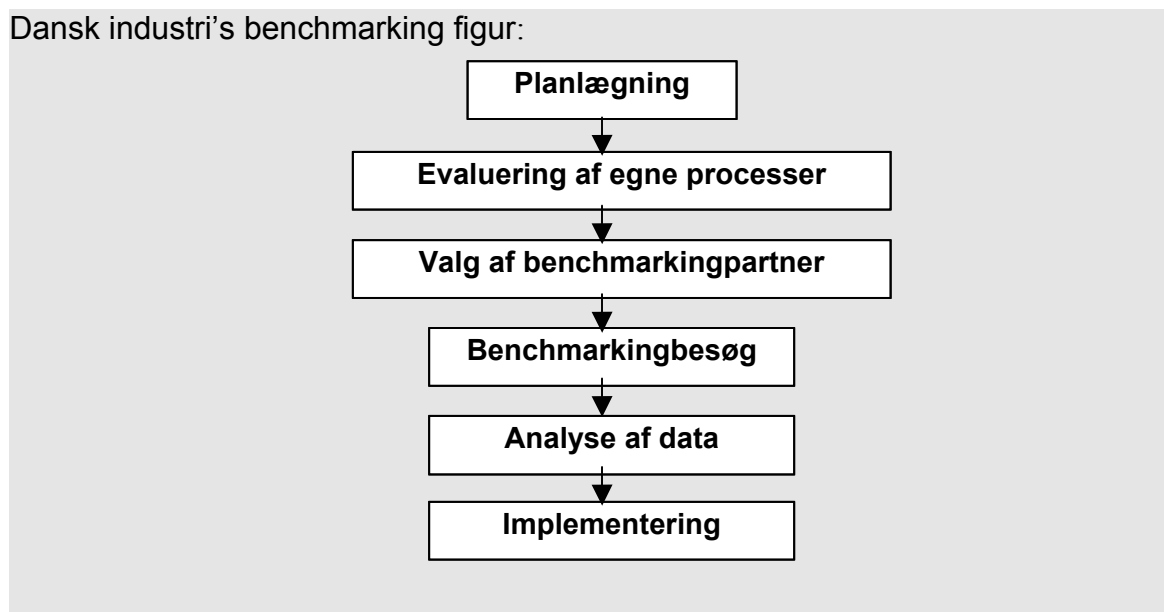 Dansk industri's benchmarking figur:
Planlægning
Evaluering af egne processer
Valg af benchmarkingpartner
Benchmarkingbesøg
Analyse af data
Implementering